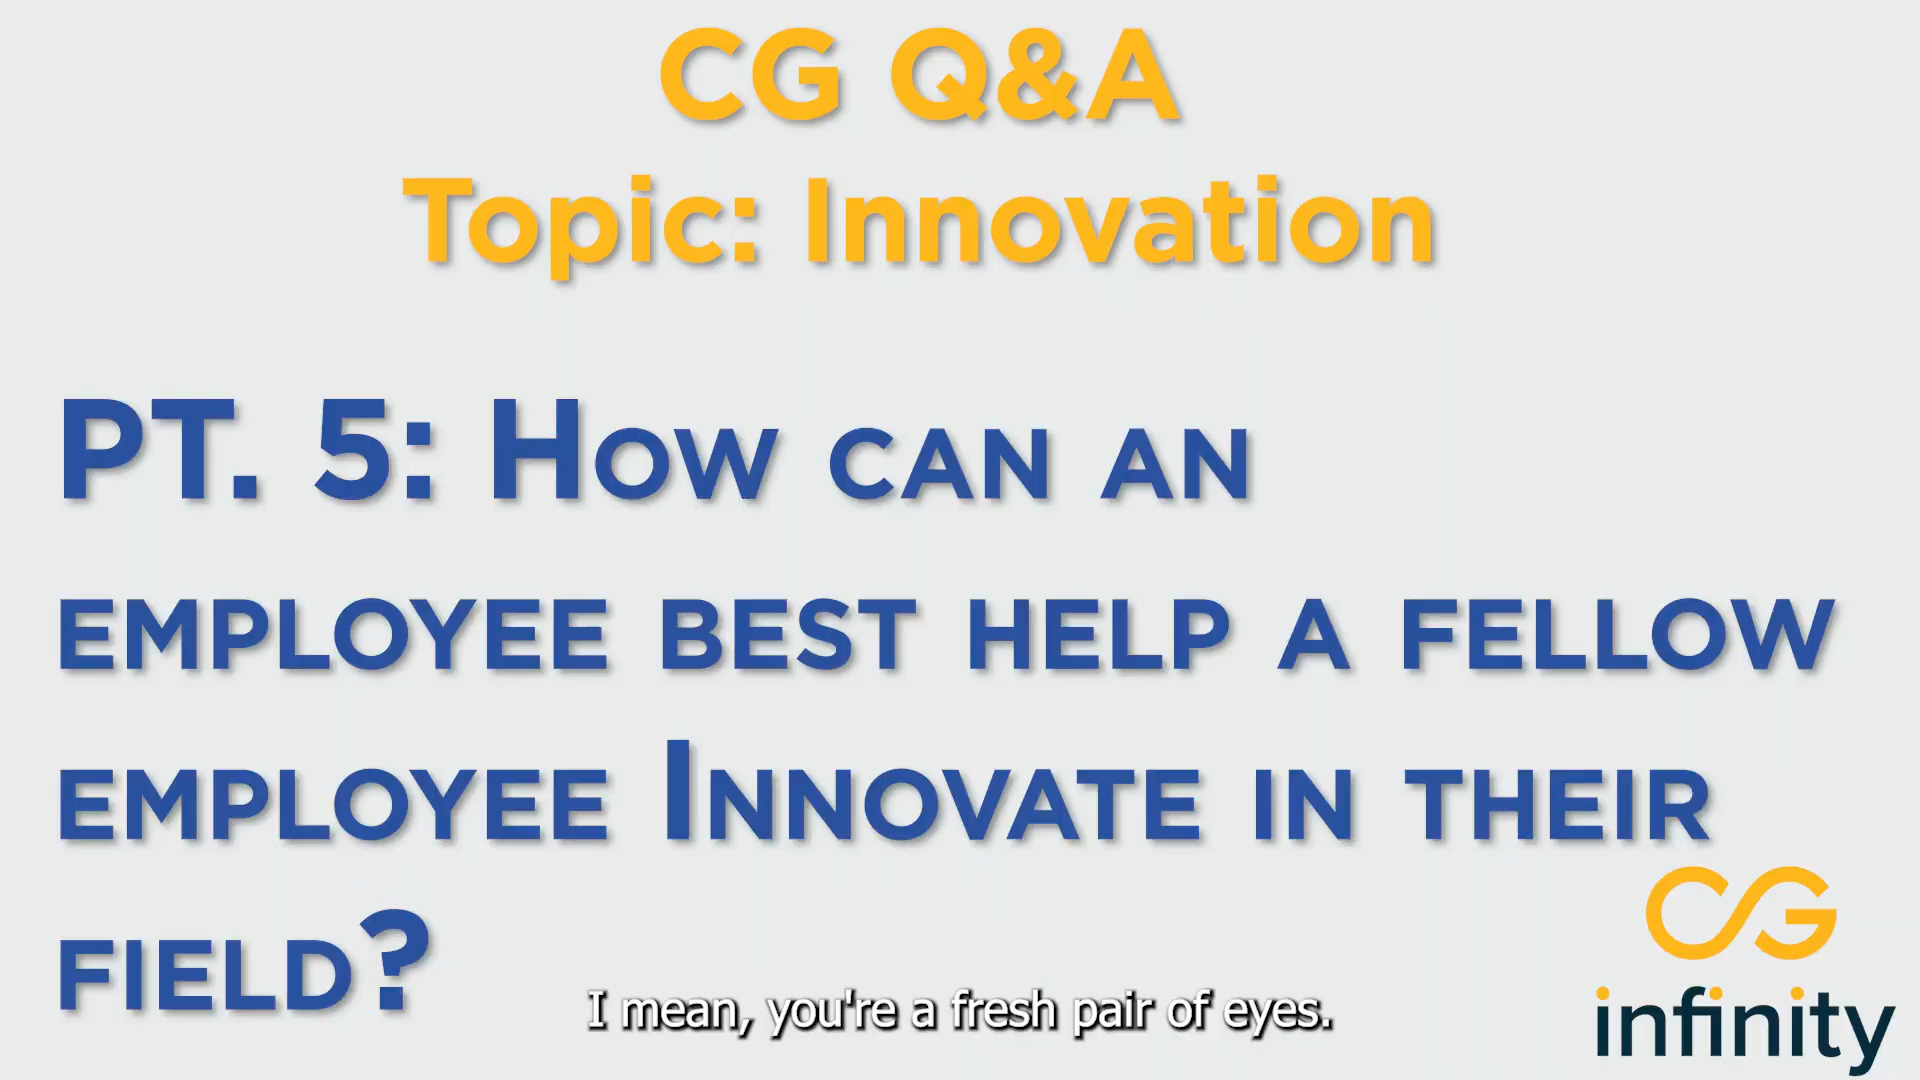 CG Q&A
Topic: Innovation
PT. 5: How can an
employee best help a fellow
employee Innovate in their
field?
I mean, you're a fresh pair of eyes.
CG
infinity